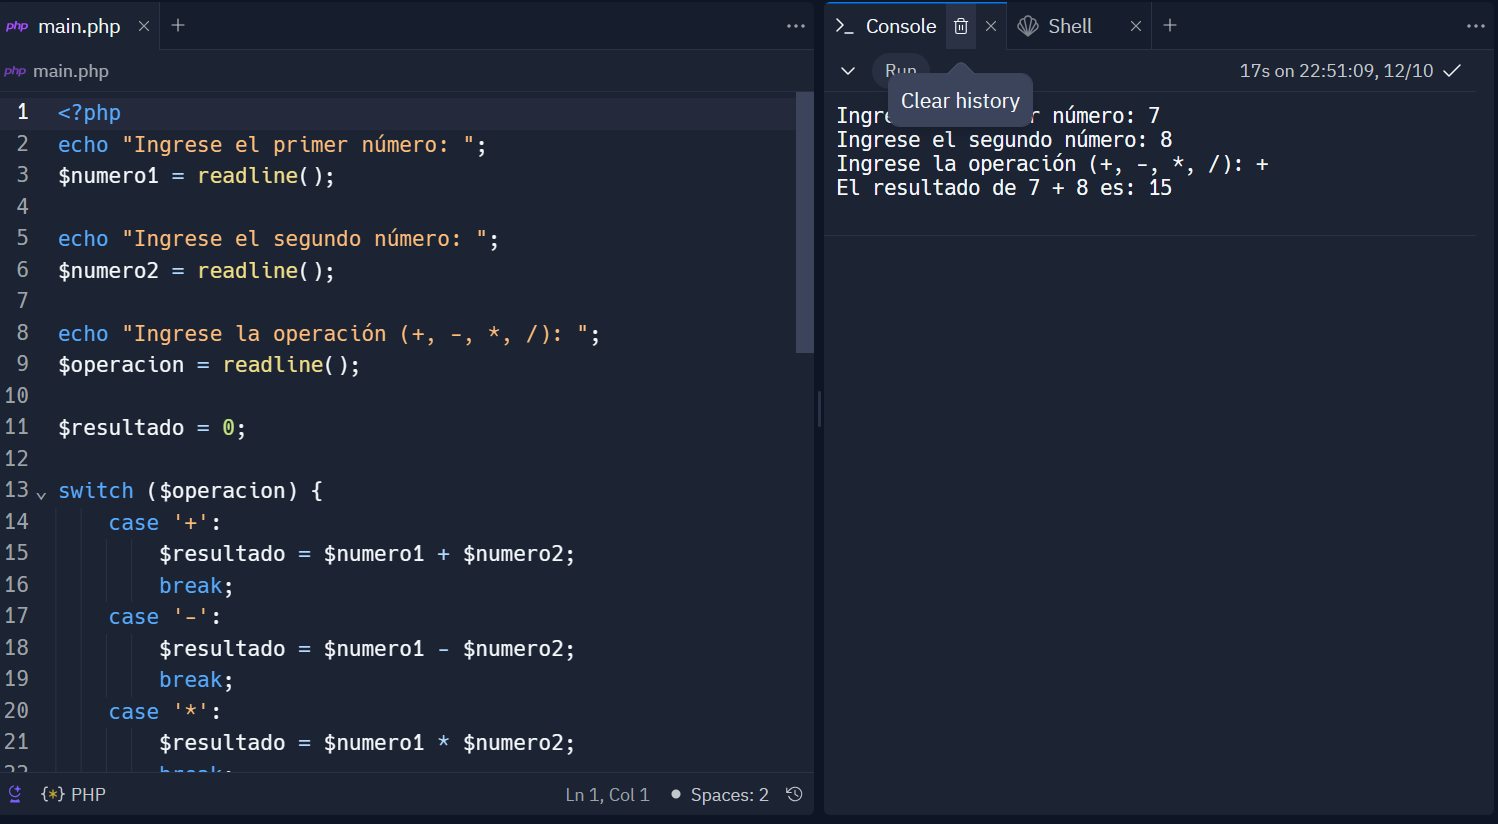 php main.php
php main.php
1 <?php
2 echo "Ingrese el primer número: ";
3 $numero1 = readline();
4
5 echo "Ingrese el segundo número: ";
6 $numero2 = readline();
7
8 echo "Ingrese la operación (+, -, *, /): ";
9 $operacion = readline();
10
11 $resultado = 0;
12
13 switch ($operacion) {
14 case '+':
15 $resultado = $numero1 + $numero2;
16 break;
17 case '-':
18 $resultado = $numero1 - $numero2;
19 break;
20 case '*':
21 $resultado = $numero1 * $numero2;
22 break;
{*} PHP Ln 1, Col 1 Spaces: 2
Console Shell
Run 17s on 22:51:09, 12/10
Clear history
número: 7
Ingrese el segundo número: 8
Ingrese la operación (+, -, *, /): +
El resultado de 7 + 8 es: 15